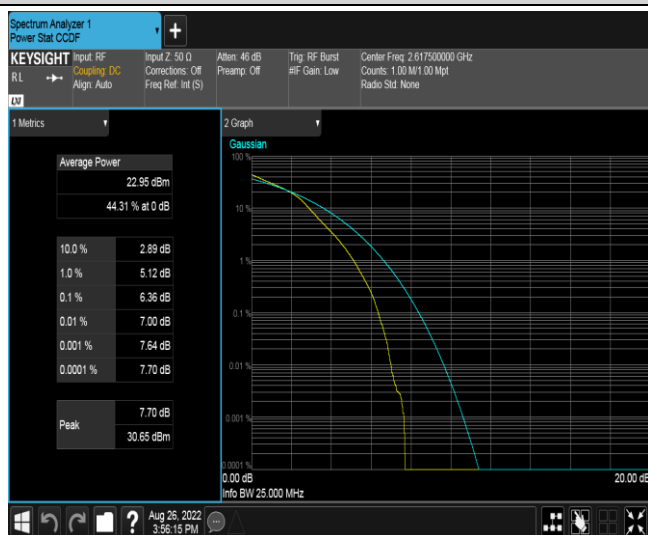 Spectrum Analyzer 1
Power Stat CCDF
KEYSIGHT
Input: RF
Coupling: DC
Align: Auto
Input Z: 50 Ω
Corrections: Off
Freq Ref: Int (S)
Atten: 46 dB
Preamp: Off
Trig: RF Burst
#IF Gain: Low
Center Freq: 2.617500000 GHz
Counts: 1.00 M/1.00 Mpt
Radio Std: None
RL
LXI
1 Metrics
Average Power
22.95 dBm
44.31 % at 0 dB
10.0 % 2.89 dB
1.0 % 5.12 dB
0.1 % 6.36 dB
0.01 % 7.00 dB
0.001 % 7.64 dB
0.0001 % 7.70 dB
Peak
7.70 dB
30.65 dBm
2 Graph
Gaussian
100 %
10 %
1 %
0.1 %
0.01 %
0.001 %
0.0001 %
0.00 dB 20.00 dB
Info BW 25.000 MHz
?
Aug 26, 2022
3:56:15 PM